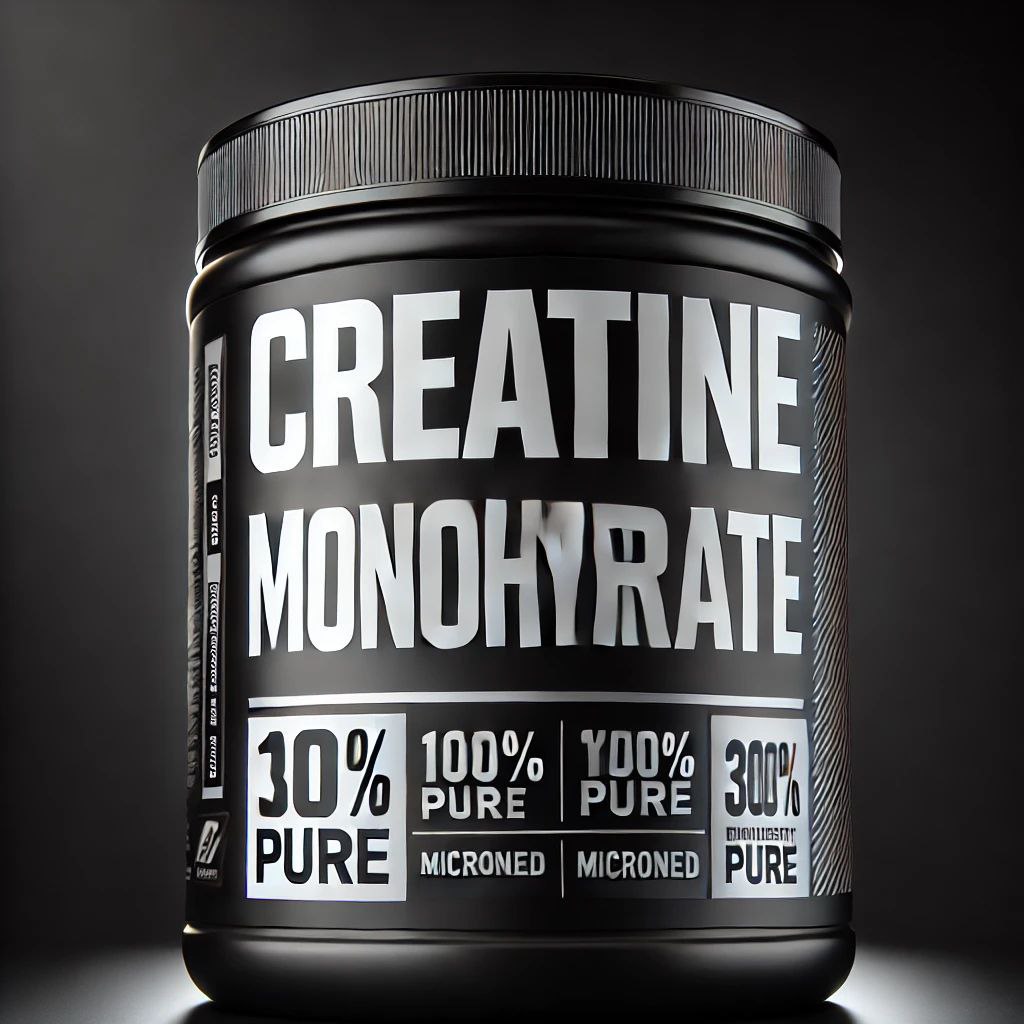 CREATINE
MONOHYRATE
30% PURE
100% PURE
Y00% PURE
300% PURE
MICRONED
MICRONED